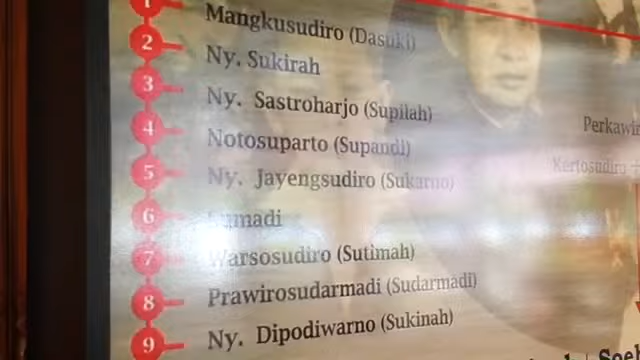 1 Mangkusudiro (Dasuki)
2 Ny. Sukirah
3 Ny. Sastroharjo (Supilah)
4 Notosuparto (Supandi)
5 Ny. Jayengsudiro (Sukarno)
6
7 Warsosudiro (Sutimah)
8 Prawirosudarmadi (Sudarmadi)
9 Ny. Dipodiwarno (Sukinah)
Kertosudiro +